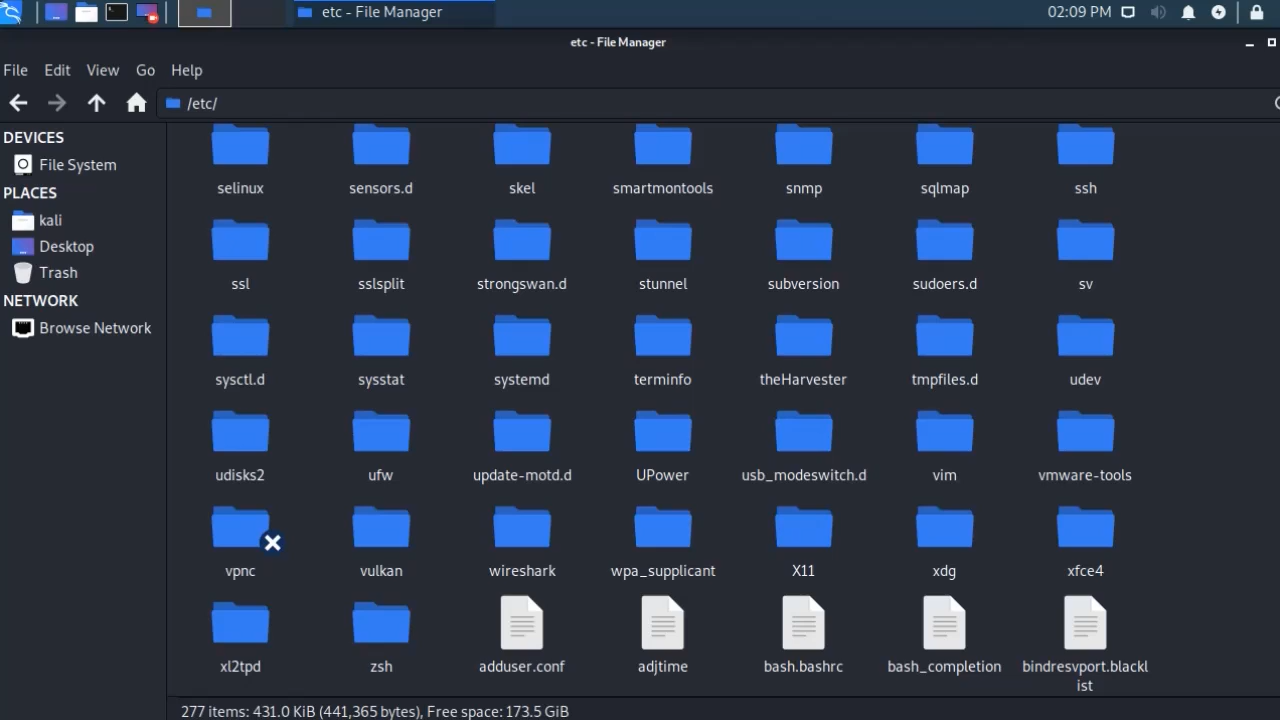 etc - File Manager
02:09 PM
etc - File Manager
File Edit View Go Help
/etc/
DEVICES
File System
PLACES
kali
Desktop
Trash
NETWORK
Browse Network
selinux sensors.d skel smartmontools snmp sqlmap ssh
ssl sslsplit strongswan.d stunnel subversion sudoers.d sv
sysctl.d sysstat systemd terminfo theHarvester tmpfiles.d udev
udisks2 ufw update-motd.d UPower usb_modeswitch.d vim vmware-tools
vpnc vulkan wireshark wpa_supplicant X11 xdg xfce4
xl2tpd zsh adduser.conf adjtime bash.bashrc bash_completion bindresvport.blackl
ist
277 items: 431.0 KiB (441,365 bytes), Free space: 173.5 GiB